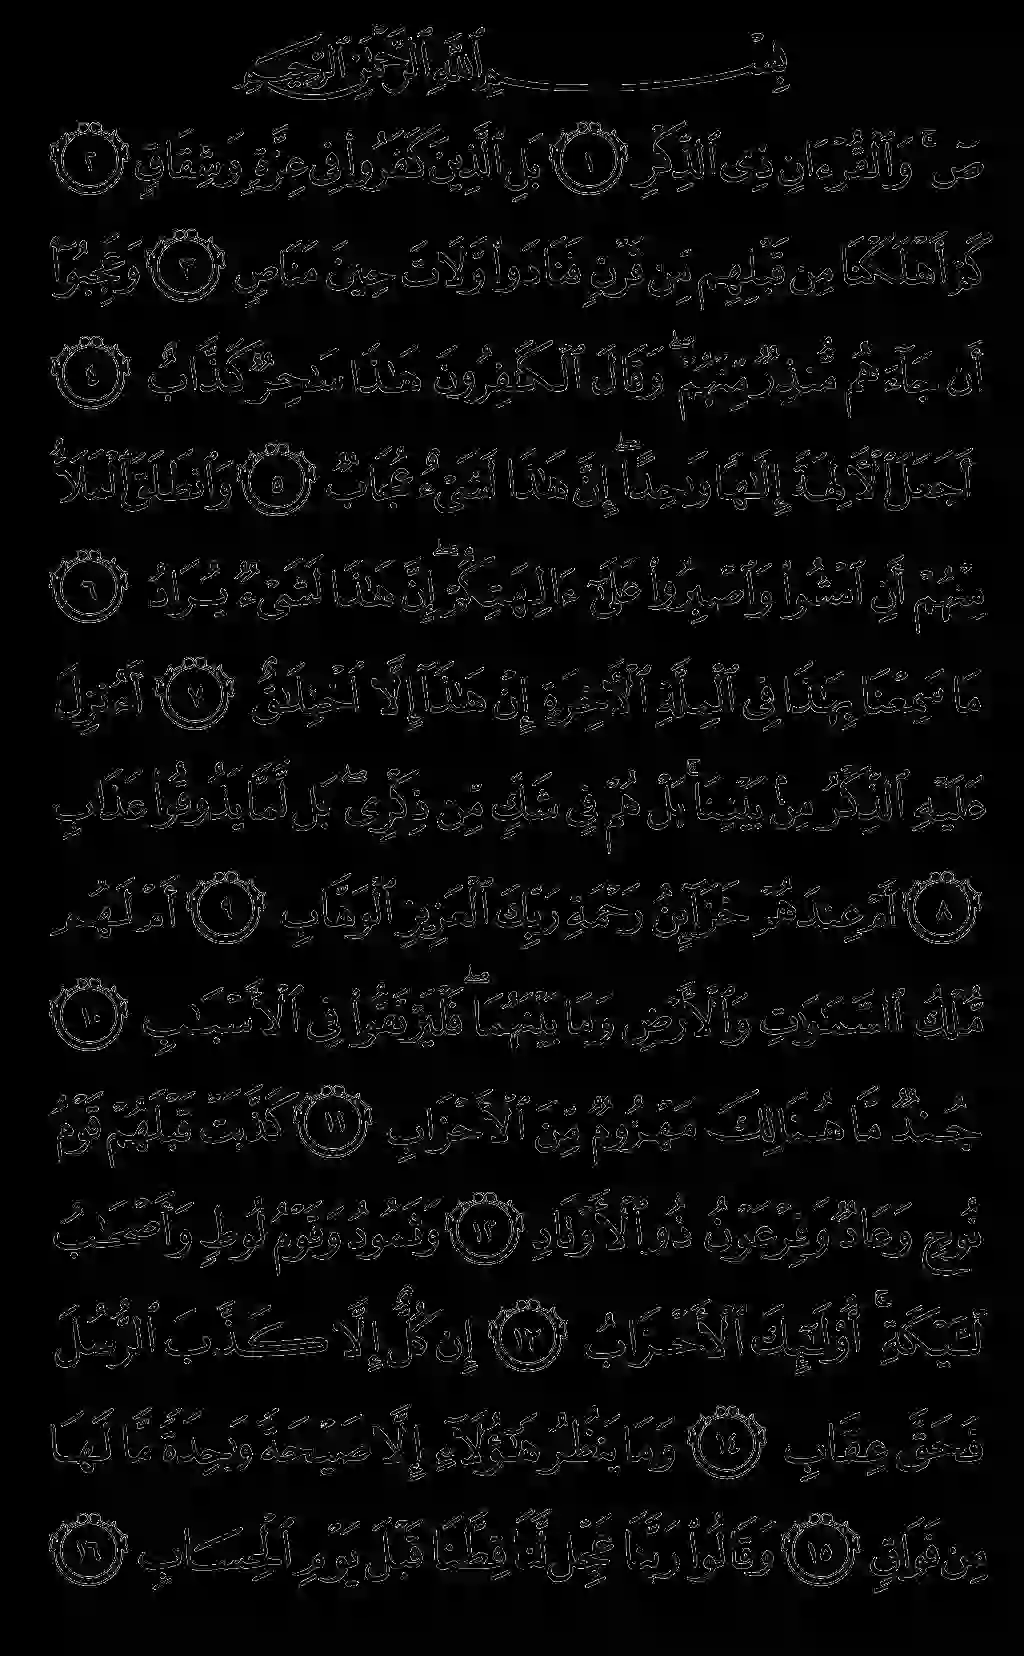 بِسْمِ ٱللَّهِ ٱلرَّحْمَٰنِ ٱلرَّحِيمِ
صٓ ۚ وَٱلْقُرْءَانِ ذِى ٱلذِّكْرِ ١ بَلِ ٱلَّذِينَ كَفَرُوا۟ فِى عِزَّةٍ وَشِقَاقٍ ٢
كَمْ أَهْلَكْنَا مِن قَبْلِهِم مِّن قَرْنٍ فَنَادَوا۟ وَّلَاتَ حِينَ مَنَاصٍ ٣ وَعَجِبُوٓا۟
أَن جَآءَهُم مُّنذِرٌ مِّنْهُمْ ۖ وَقَالَ ٱلْكَٰفِرُونَ هَٰذَا سَٰحِرٌ كَذَّابٌ ٤
أَجَعَلَ ٱلْءَالِهَةَ إِلَٰهًا وَٰحِدًا ۖ إِنَّ هَٰذَا لَشَىْءٌ عُجَابٌ ٥ وَٱنطَلَقَ ٱلْمَلَأُ
مِنْهُمْ أَنِ ٱمْشُوا۟ وَٱصْبِرُوا۟ عَلَىٰٓ ءَالِهَتِكُمْ ۖ إِنَّ هَٰذَا لَشَىْءٌ يُرَادُ ٦
مَا سَمِعْنَا بِهَٰذَا فِى ٱلْمِلَّةِ ٱلْءَاخِرَةِ إِنْ هَٰذَآ إِلَّا ٱخْتِلَٰقٌ ٧ أَءُنزِلَ
عَلَيْهِ ٱلذِّكْرُ مِنۢ بَيْنِنَا ۚ بَلْ هُمْ فِى شَكٍّ مِّن ذِكْرِى ۖ بَل لَّمَّا يَذُوقُوا۟ عَذَابِ
٨ أَمْ عِندَهُمْ خَزَآئِنُ رَحْمَةِ رَبِّكَ ٱلْعَزِيزِ ٱلْوَهَّابِ ٩ أَمْ لَهُم
مُّلْكُ ٱلسَّمَٰوَٰتِ وَٱلْأَرْضِ وَمَا بَيْنَهُمَا ۖ فَلْيَرْتَقُوا۟ فِى ٱلْأَسْبَٰبِ ١٠
جُندٌ مَّا هُنَالِكَ مَهْزُومٌ مِّنَ ٱلْأَحْزَابِ ١١ كَذَّبَتْ قَبْلَهُمْ قَوْمُ
نُوحٍ وَعَادٌ وَفِرْعَوْنُ ذُو ٱلْأَوْتَادِ ١٢ وَثَمُودُ وَقَوْمُ لُوطٍ وَأَصْحَٰبُ
لْـَٔيْكَةِ ۚ أُو۟لَٰٓئِكَ ٱلْأَحْزَابُ ١٣ إِن كُلٌّ إِلَّا كَذَّبَ ٱلرُّسُلَ
فَحَقَّ عِقَابِ ١٤ وَمَا يَنظُرُ هَٰٓؤُلَآءِ إِلَّا صَيْحَةً وَٰحِدَةً مَّا لَهَا
مِن فَوَاقٍ ١٥ وَقَالُوا۟ رَبَّنَا عَجِّل لَّنَا قِطَّنَا قَبْلَ يَوْمِ ٱلْحِسَابِ ١٦